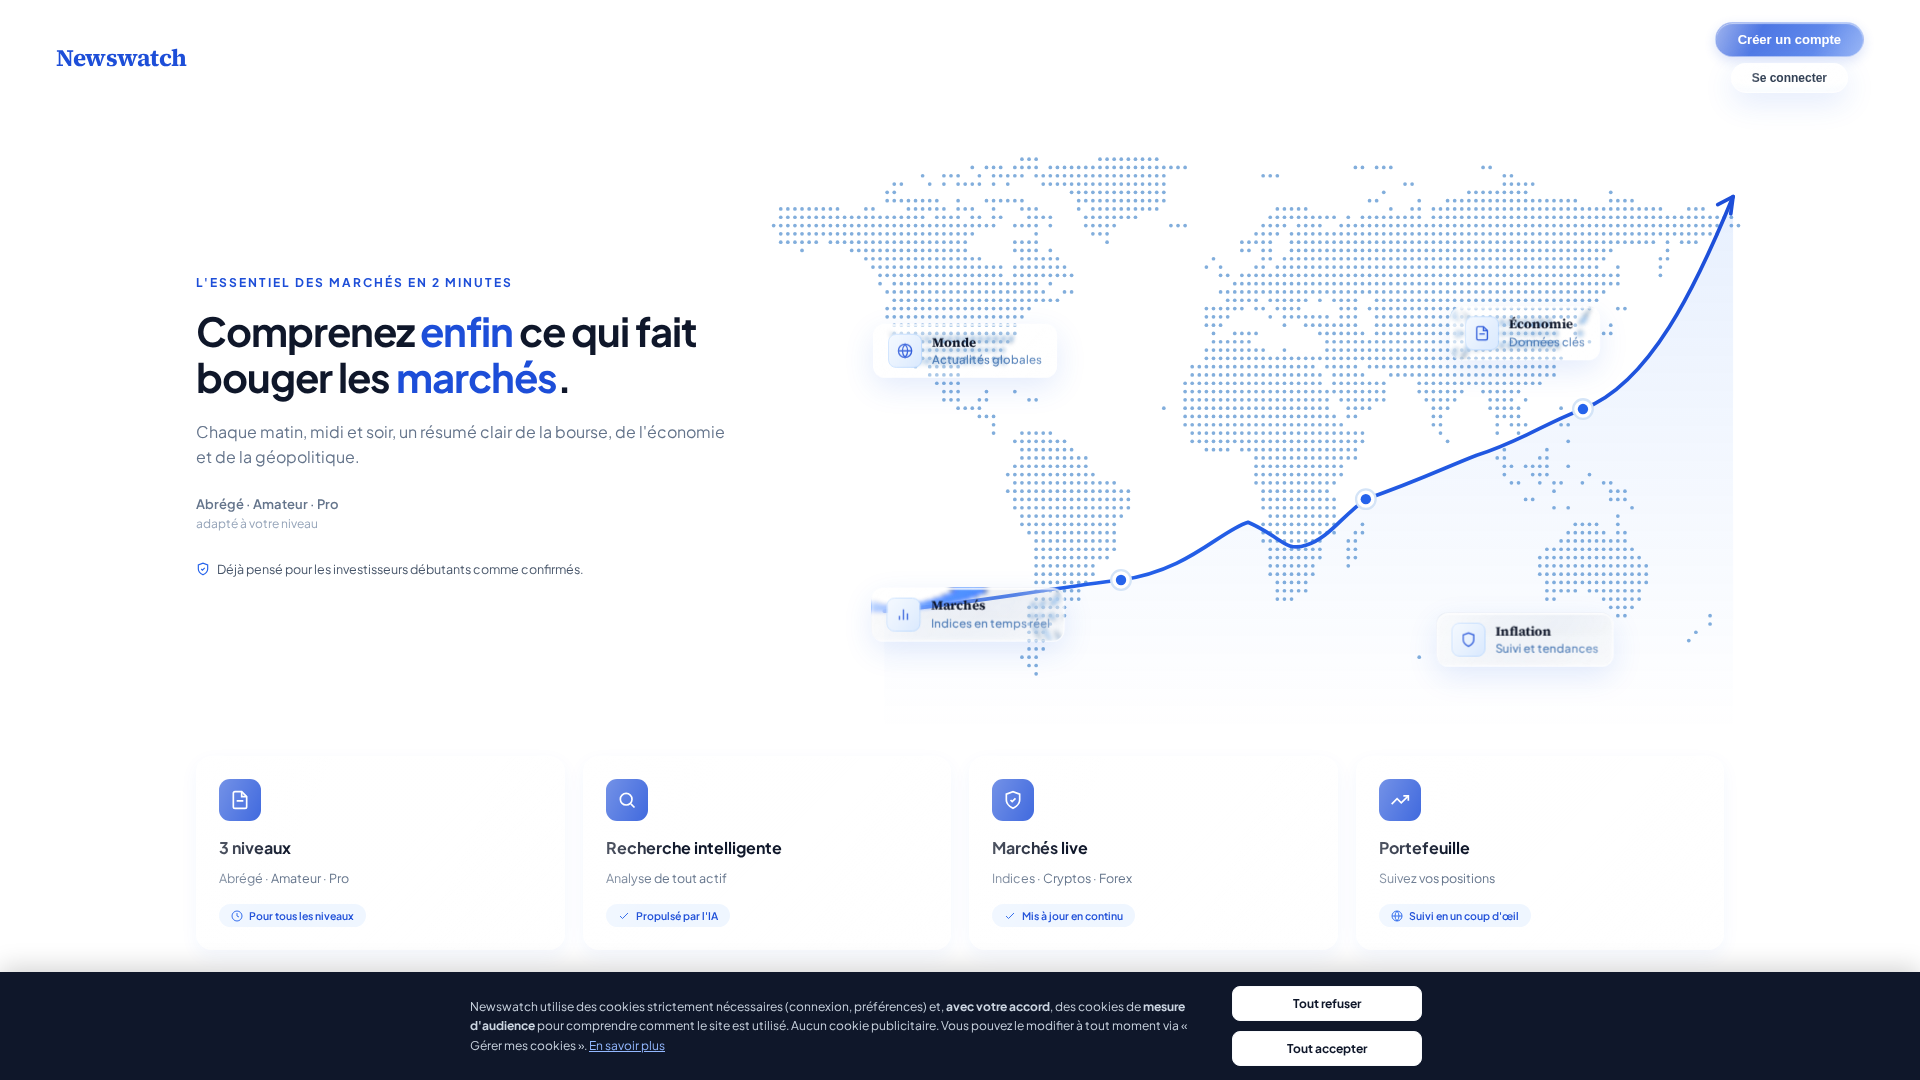 Newswatch
Créer un compte
Se connecter
L'ESSENTIEL DES MARCHÉS EN 2 MINUTES
Comprenez enfin ce qui fait
bouger les marchés.
Chaque matin, midi et soir, un résumé clair de la bourse, de l'économie
et de la géopolitique.
Abrégé · Amateur · Pro
adapté à votre niveau
Déjà pensé pour les investisseurs débutants comme confirmés.
Monde
Actualités globales
Économie
Données clés
Marchés
Indices en temps réel
Inflation
Suivi et tendances
3 niveaux
Abrégé · Amateur · Pro
Pour tous les niveaux
Recherche intelligente
Analyse de tout actif
Propulsé par l'IA
Marchés live
Indices · Cryptos · Forex
Mis à jour en continu
Portefeuille
Suivez vos positions
Suivi en un coup d'œil
Newswatch utilise des cookies strictement nécessaires (connexion, préférences) et, avec votre accord, des cookies de mesure
d'audience pour comprendre comment le site est utilisé. Aucun cookie publicitaire. Vous pouvez le modifier à tout moment via «
Gérer mes cookies ». En savoir plus
Tout refuser
Tout accepter